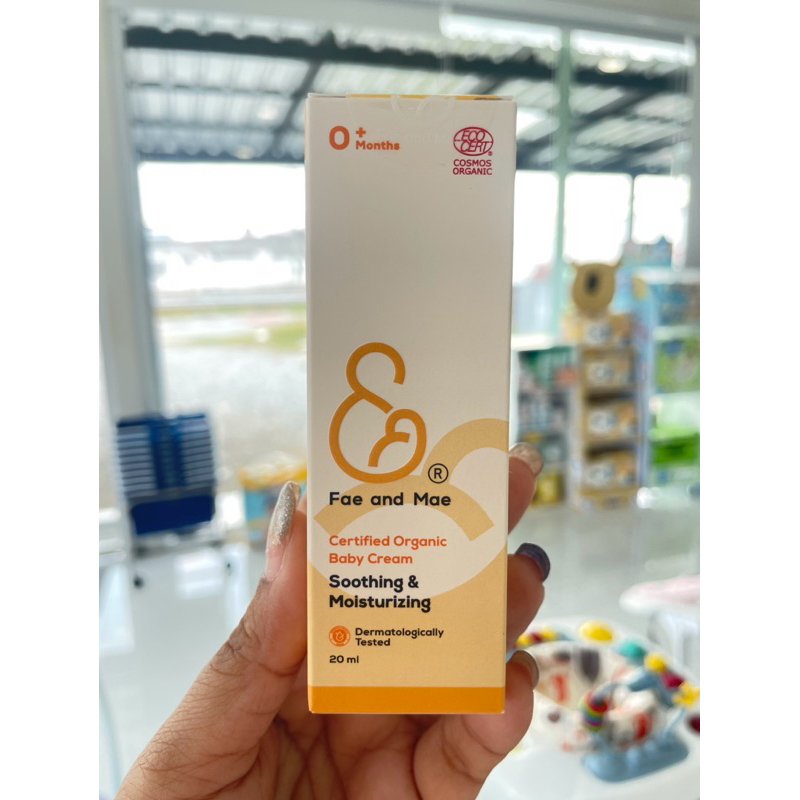 0+ Months
ECO
CERT®
COSMOS
ORGANIC
®
Fae and Mae
Certified Organic
Baby Cream
Soothing &
Moisturizing
Dermatologically
Tested
20 ml